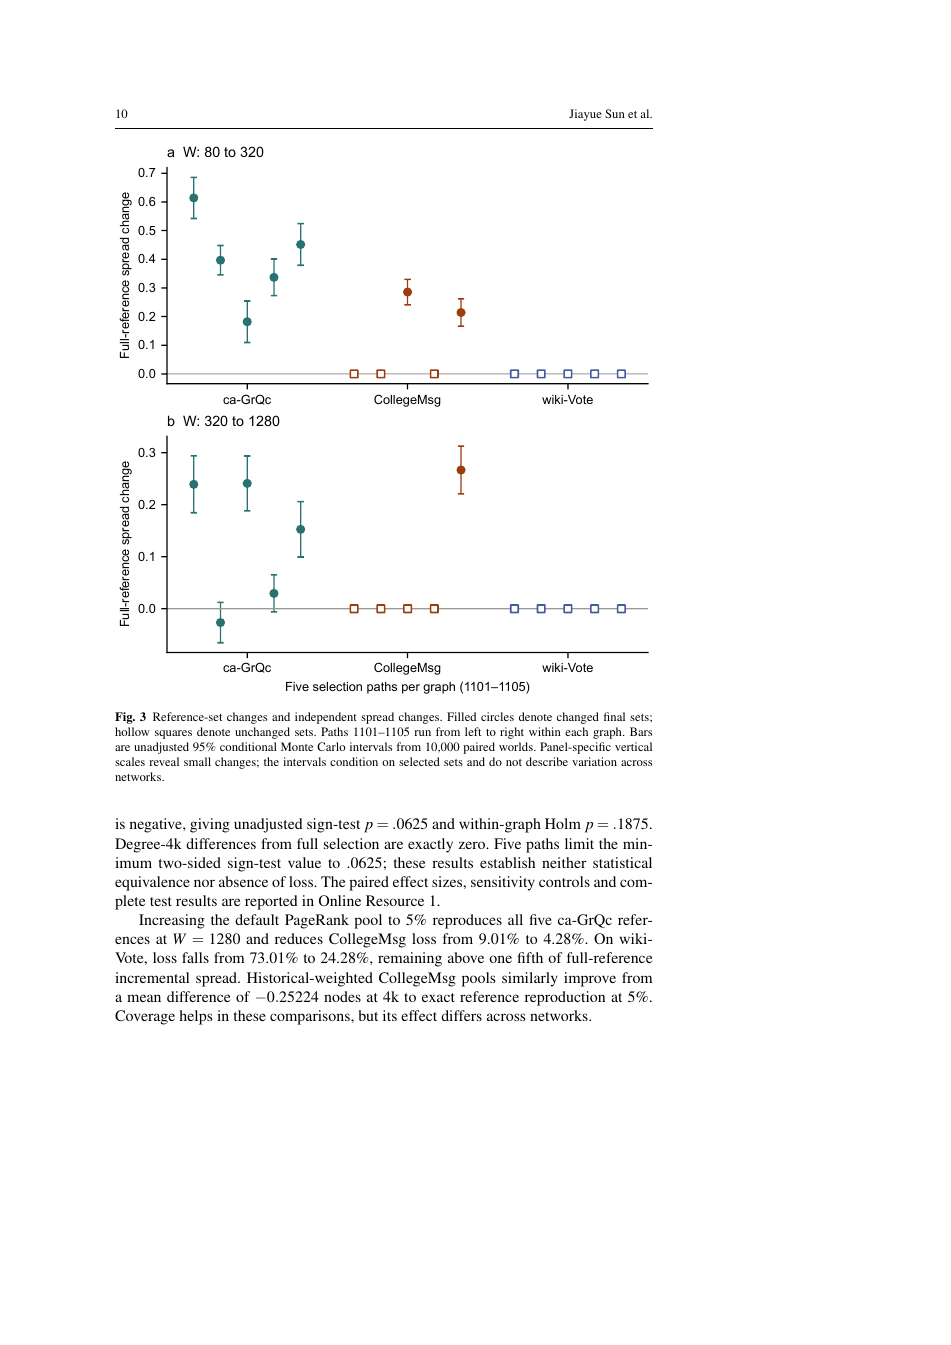 10
Jiayue Sun et al.
a W: 80 to 320
Full-reference spread change
0.7
0.6
0.5
0.4
0.3
0.2
0.1
0.0
ca-GrQc
CollegeMsg
wiki-Vote
b W: 320 to 1280
Full-reference spread change
0.3
0.2
0.1
0.0
ca-GrQc
CollegeMsg
wiki-Vote
Five selection paths per graph (1101–1105)
Fig. 3 Reference-set changes and independent spread changes. Filled circles denote changed final sets;
hollow squares denote unchanged sets. Paths 1101–1105 run from left to right within each graph. Bars
are unadjusted 95% conditional Monte Carlo intervals from 10,000 paired worlds. Panel-specific vertical
scales reveal small changes; the intervals condition on selected sets and do not describe variation across
networks.
is negative, giving unadjusted sign-test p = .0625 and within-graph Holm p = .1875.
Degree-4k differences from full selection are exactly zero. Five paths limit the min-
imum two-sided sign-test value to .0625; these results establish neither statistical
equivalence nor absence of loss. The paired effect sizes, sensitivity controls and com-
plete test results are reported in Online Resource 1.
Increasing the default PageRank pool to 5% reproduces all five ca-GrQc refer-
ences at W = 1280 and reduces CollegeMsg loss from 9.01% to 4.28%. On wiki-
Vote, loss falls from 73.01% to 24.28%, remaining above one fifth of full-reference
incremental spread. Historical-weighted CollegeMsg pools similarly improve from
a mean difference of −0.25224 nodes at 4k to exact reference reproduction at 5%.
Coverage helps in these comparisons, but its effect differs across networks.